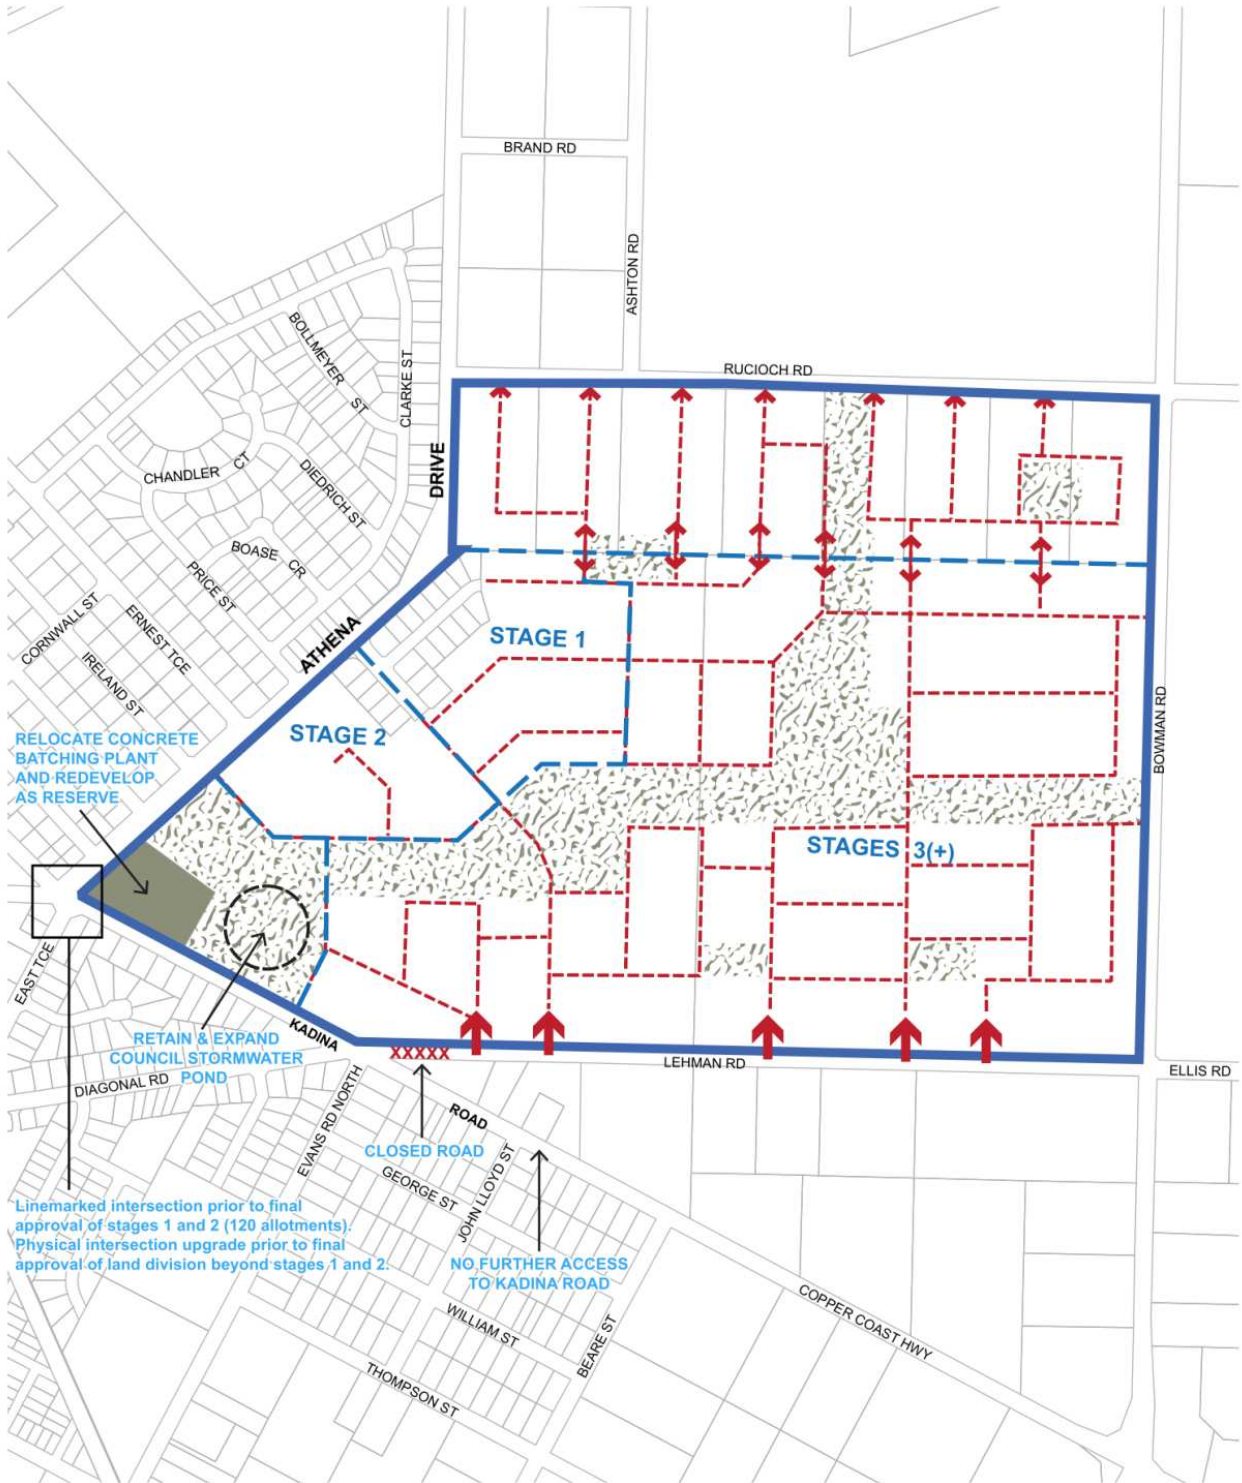 BRAND RD
ASHTON RD
RUCIOCH RD
BOLLMEYER
ST
CLARKE ST
DRIVE
CHANDLER
CT
DIEDRICH ST
BOASE
CR
PRICE ST
CORNWALL ST
ERNEST TCE
IRELAND ST
ATHENA
STAGE 1
STAGE 2
BOWMAN RD
RELOCATE CONCRETE
BATCHING PLANT
AND REDEVELOP
AS RESERVE
STAGES 3(+)
EAST TCE
KADINA
RETAIN & EXPAND
COUNCIL STORMWATER
POND
XXXXX
LEHMAN RD
ELLIS RD
DIAGONAL RD
EVANS RD NORTH
ROAD
CLOSED ROAD
GEORGE ST
JOHN LLOYD ST
Linemarked intersection prior to final
approval of stages 1 and 2 (120 allotments).
Physical intersection upgrade prior to final
approval of land division beyond stages 1 and 2.
NO FURTHER ACCESS
TO KADINA ROAD
COPPER COAST HWY
WILLIAM ST
BEARE ST
THOMPSON ST